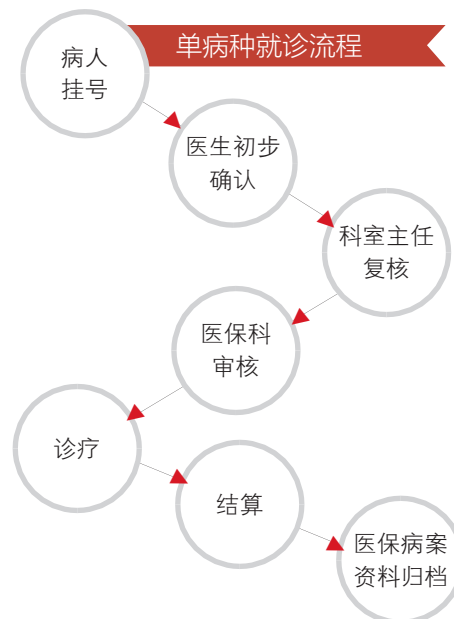 单病种就诊流程
病人
挂号
医生初步
确认
科室主任
复核
医保科
审核
诊疗
结算
医保病案
资料归档